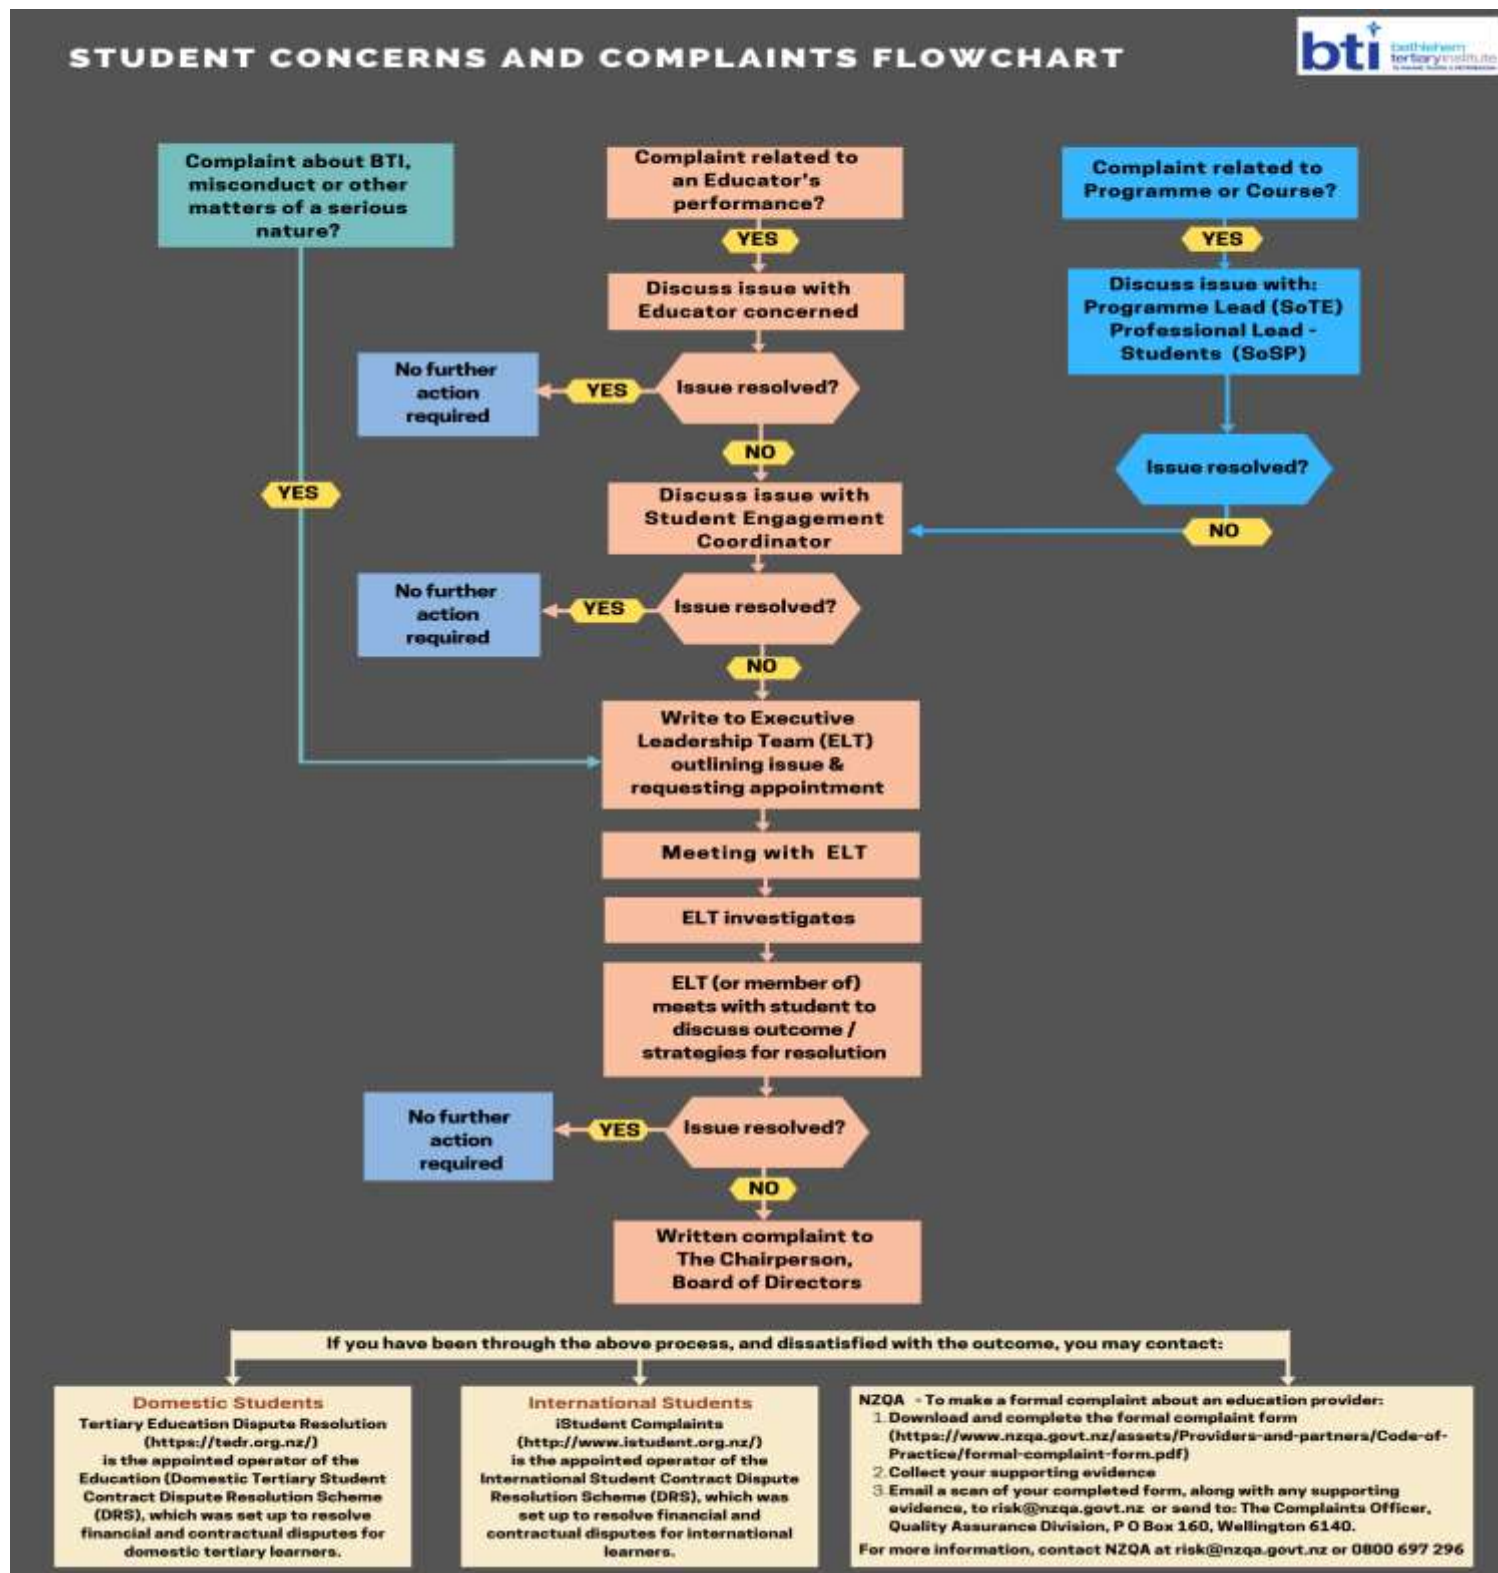 STUDENT CONCERNS AND COMPLAINTS FLOWCHART
bti
bethlehem
tertiary institute
Complaint about BTI,
misconduct or other
matters of a serious
nature?
Complaint related to
an Educator's
performance?
Complaint related to
Programme or Course?
YES
YES
Discuss issue with
Educator concerned
Discuss issue with:
Programme Lead (SoTE)
Professional Lead -
Students (SoSP)
No further
action
required
YES
Issue resolved?
NO
Issue resolved?
YES
Discuss issue with
Student Engagement
Coordinator
NO
No further
action
required
YES
Issue resolved?
NO
Write to Executive
Leadership Team (ELT)
outlining issue &
requesting appointment
Meeting with ELT
ELT investigates
ELT (or member of)
meets with student to
discuss outcome /
strategies for resolution
No further
action
required
YES
Issue resolved?
NO
Written complaint to
The Chairperson,
Board of Directors
If you have been through the above process, and dissatisfied with the outcome, you may contact:
Domestic Students
Tertiary Education Dispute Resolution
(https://tedr.org.nz/)
is the appointed operator of the
Education (Domestic Tertiary Student
Contract Dispute Resolution Scheme
(DRS), which was set up to resolve
financial and contractual disputes for
domestic tertiary learners.
International Students
iStudent Complaints
(http://www.istudent.org.nz/)
is the appointed operator of the
International Student Contract Dispute
Resolution Scheme (DRS), which was
set up to resolve financial and
contractual disputes for international
learners.
NZQA - To make a formal complaint about an education provider:
1. Download and complete the formal complaint form
(https://www.nzqa.govt.nz/assets/Providers-and-partners/Code-of-
Practice/formal-complaint-form.pdf)
2. Collect your supporting evidence
3. Email a scan of your completed form, along with any supporting
evidence, to risk@nzqa.govt.nz or send to: The Complaints Officer,
Quality Assurance Division, P O Box 160, Wellington 6140.
For more information, contact NZQA at risk@nzqa.govt.nz or 0800 697 296